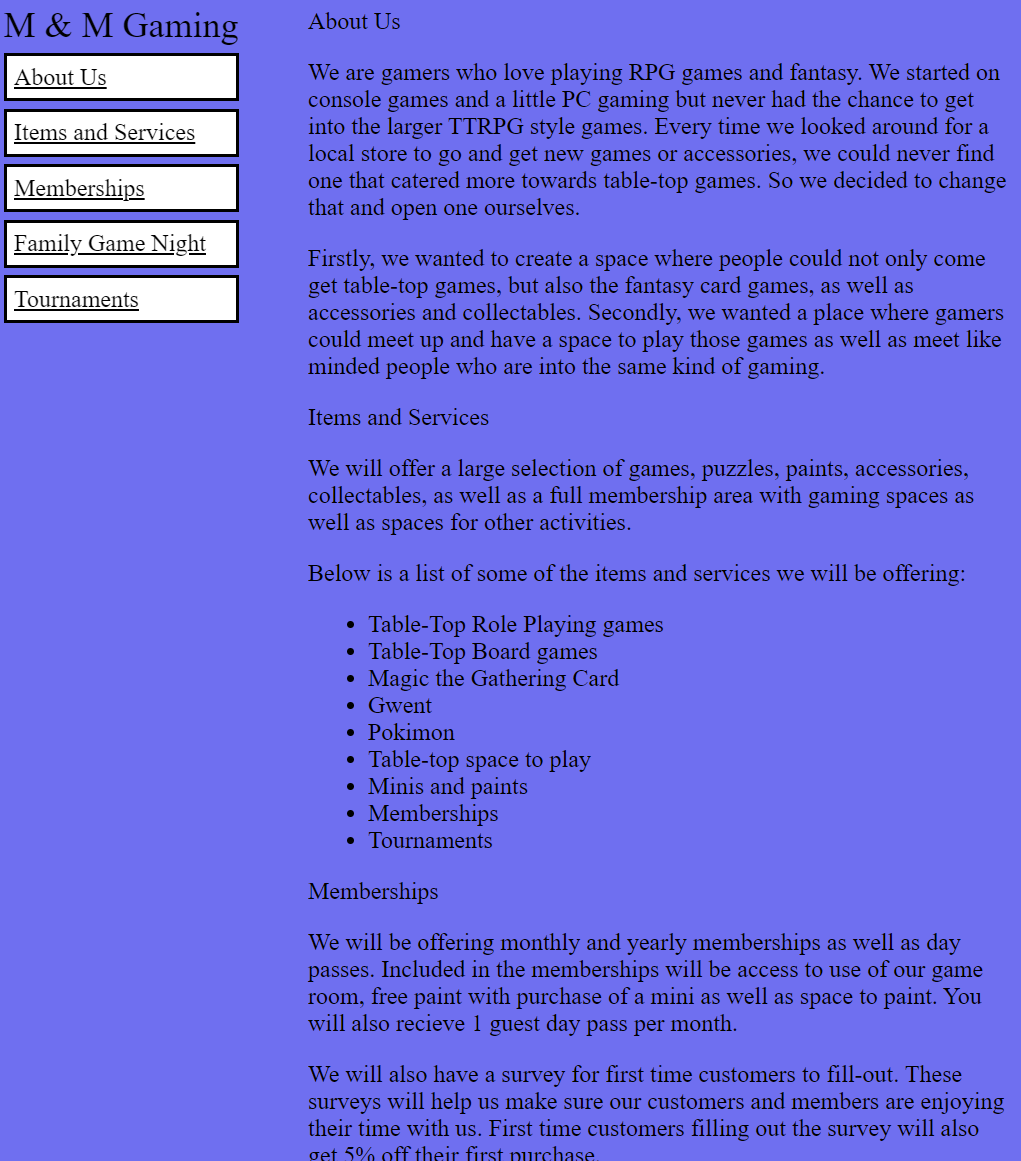 M & M Gaming
About Us
Items and Services
Memberships
Family Game Night
Tournaments
About Us
We are gamers who love playing RPG games and fantasy. We started on
console games and a little PC gaming but never had the chance to get
into the larger TTRPG style games. Every time we looked around for a
local store to go and get new games or accessories, we could never find
one that catered more towards table-top games. So we decided to change
that and open one ourselves.
Firstly, we wanted to create a space where people could not only come
get table-top games, but also the fantasy card games, as well as
accessories and collectables. Secondly, we wanted a place where gamers
could meet up and have a space to play those games as well as meet like
minded people who are into the same kind of gaming.
Items and Services
We will offer a large selection of games, puzzles, paints, accessories,
collectables, as well as a full membership area with gaming spaces as
well as spaces for other activities.
Below is a list of some of the items and services we will be offering:
• Table-Top Role Playing games
• Table-Top Board games
• Magic the Gathering Card
• Gwent
• Pokimon
• Table-top space to play
• Minis and paints
• Memberships
• Tournaments
Memberships
We will be offering monthly and yearly memberships as well as day
passes. Included in the memberships will be access to use of our game
room, free paint with purchase of a mini as well as space to paint. You
will also recieve 1 guest day pass per month.
We will also have a survey for first time customers to fill-out. These
surveys will help us make sure our customers and members are enjoying
their time with us. First time customers filling out the survey will also
get 5% off their first purchase.